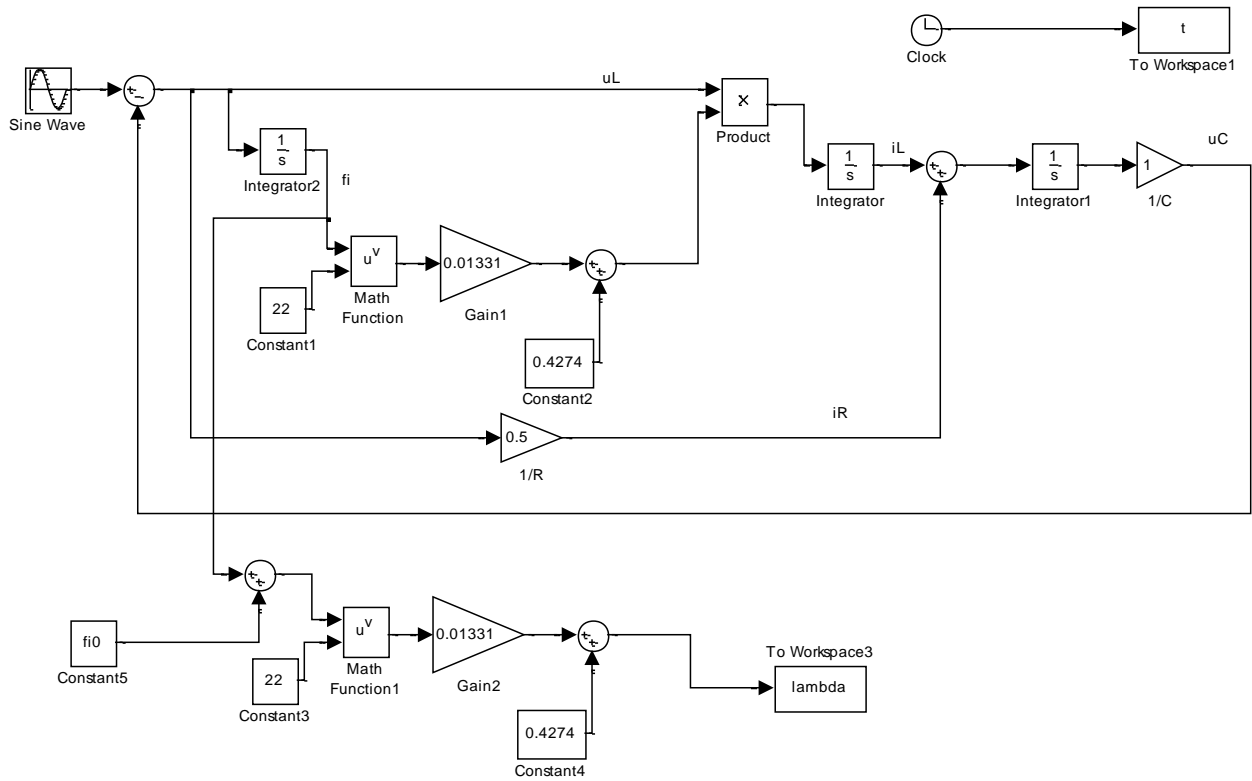 t
Clock
To Workspace1
Sine Wave
uL
x
Product
1
s
Integrator2
fi
iL
1
s
Integrator
1
s
Integrator1
1
1/C
uC
u^v
Math
Function
22
Constant1
0.01331
Gain1
0.4274
Constant2
0.5
1/R
iR
fi0
Constant5
u^v
Math
Function1
22
Constant3
0.01331
Gain2
0.4274
Constant4
To Workspace3
lambda